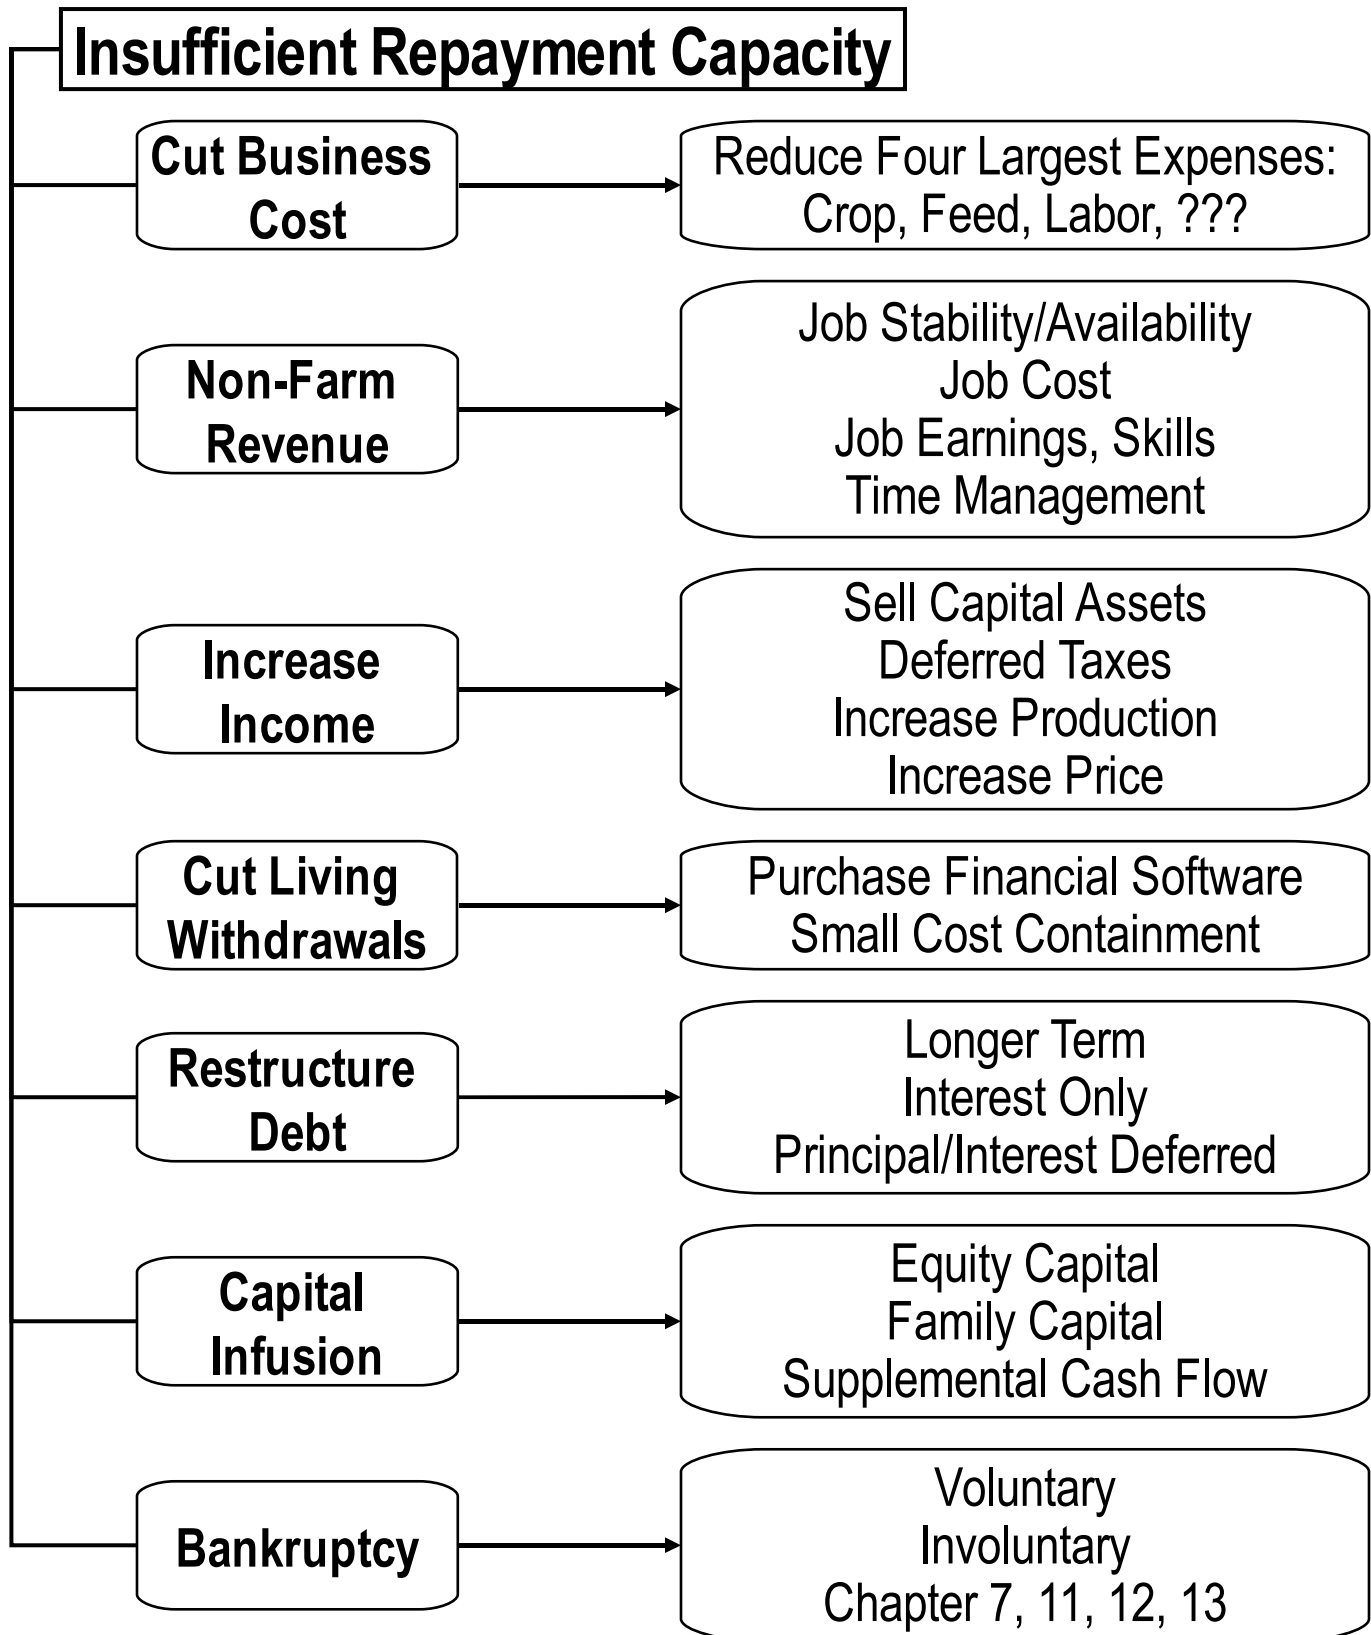 Insufficient Repayment Capacity
Cut Business
Cost
Reduce Four Largest Expenses:
Crop, Feed, Labor, ???
Non-Farm
Revenue
Job Stability/Availability
Job Cost
Job Earnings, Skills
Time Management
Increase
Income
Sell Capital Assets
Deferred Taxes
Increase Production
Increase Price
Cut Living
Withdrawals
Purchase Financial Software
Small Cost Containment
Restructure
Debt
Longer Term
Interest Only
Principal/Interest Deferred
Capital
Infusion
Equity Capital
Family Capital
Supplemental Cash Flow
Bankruptcy
Voluntary
Involuntary
Chapter 7, 11, 12, 13